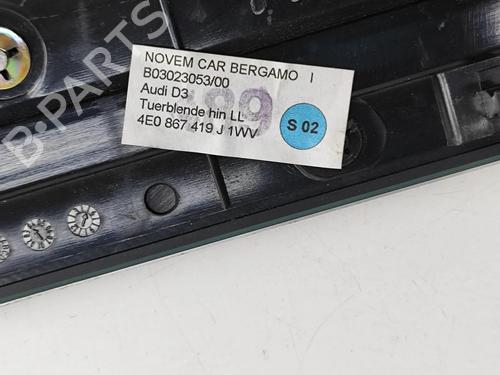 B-PARTS
NOVEM CAR BERGAMO I
B03023053/00
Audi D3
Tuerblende hin LL
4E0 867 419 J 1WV
S 02